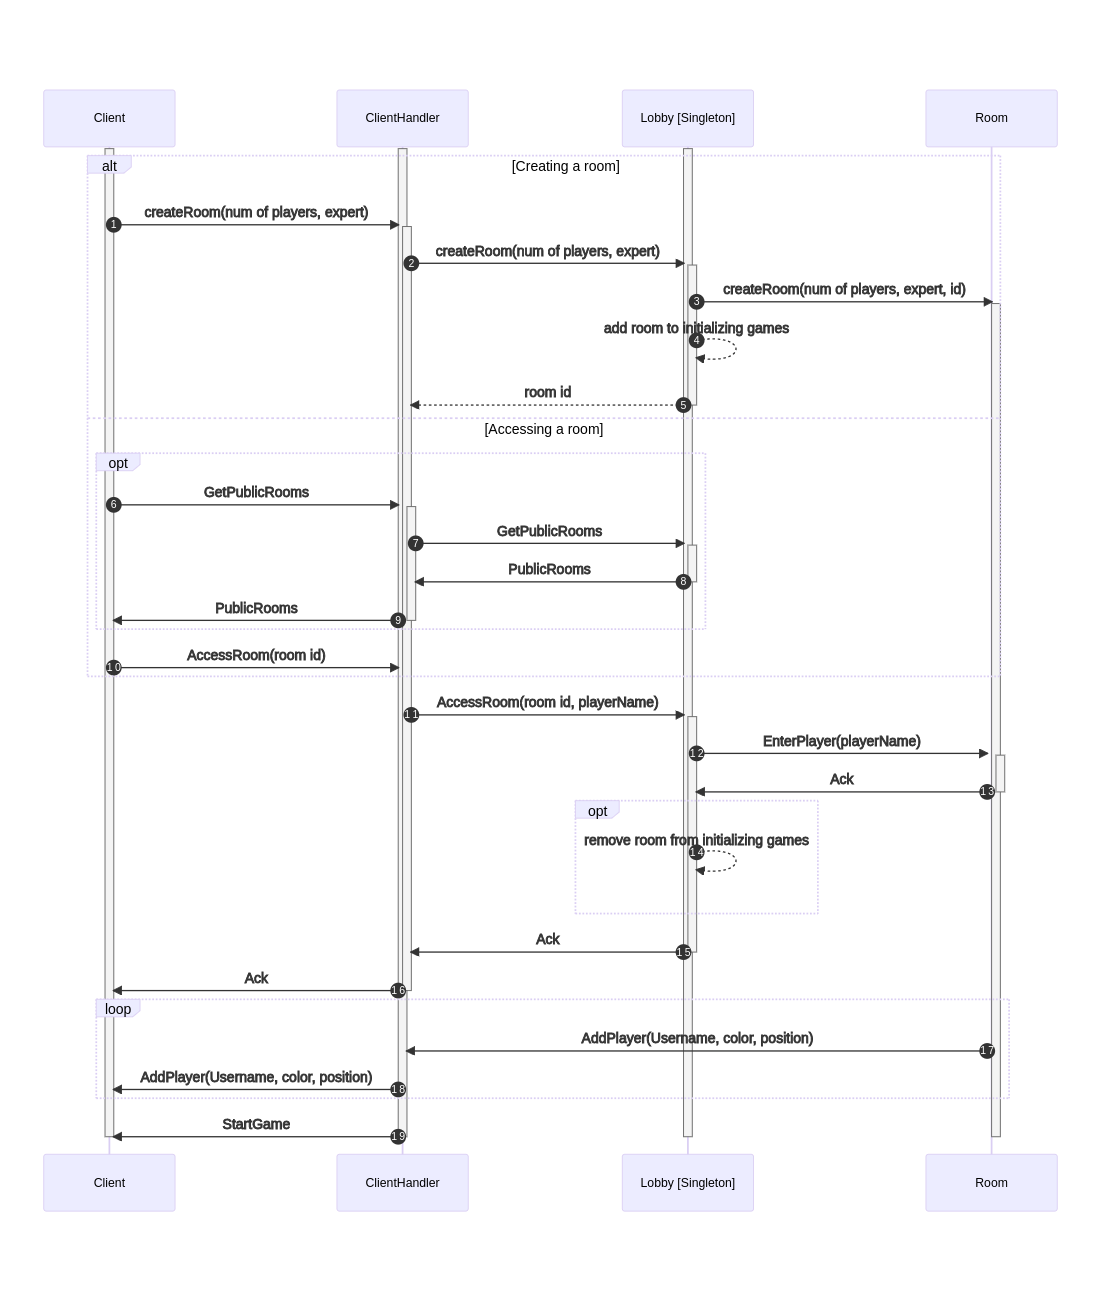 Client
ClientHandler
Lobby [Singleton]
Room
alt
[Creating a room]
createRoom(num of players, expert)
1
createRoom(num of players, expert)
2
createRoom(num of players, expert, id)
3
add room to initializing games
4
room id
5
[Accessing a room]
opt
GetPublicRooms
6
GetPublicRooms
7
PublicRooms
8
PublicRooms
9
AccessRoom(room id)
10
AccessRoom(room id, playerName)
11
EnterPlayer(playerName)
12
Ack
13
opt
remove room from initializing games
14
Ack
15
Ack
16
loop
AddPlayer(Username, color, position)
17
AddPlayer(Username, color, position)
18
StartGame
19
Client
ClientHandler
Lobby [Singleton]
Room